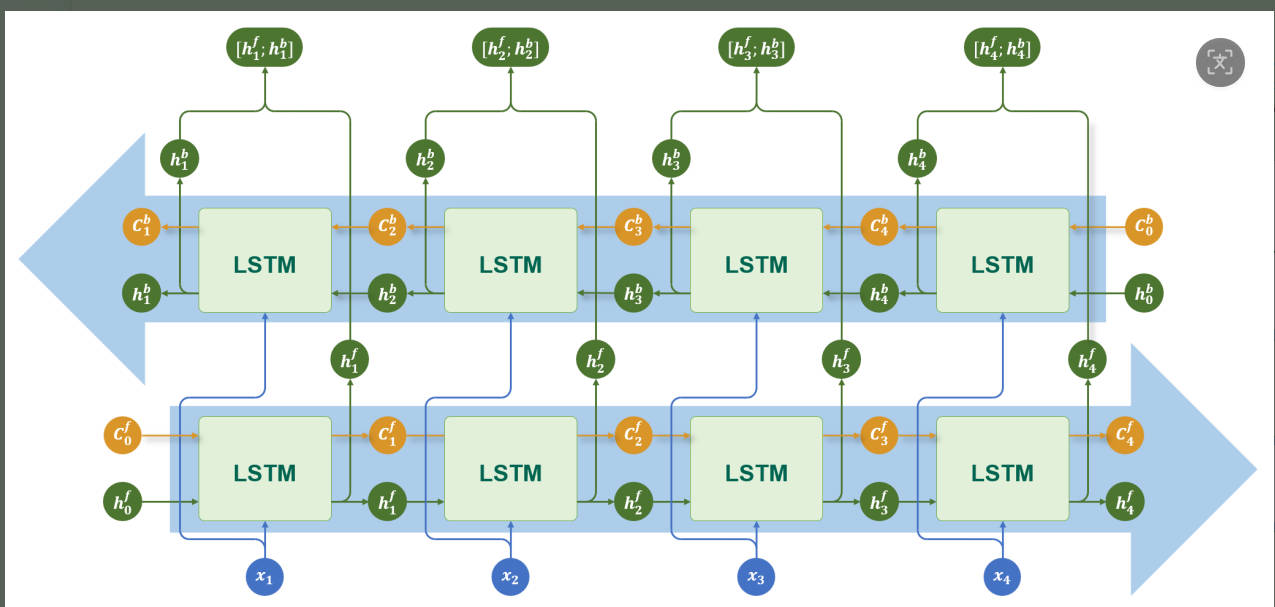 [h₁ᶠ; h₁ᵇ] [h₂ᶠ; h₂ᵇ] [h₃ᶠ; h₃ᵇ] [h₄ᶠ; h₄ᵇ]
h₁ᵇ h₂ᵇ h₃ᵇ h₄ᵇ
C₁ᵇ C₂ᵇ C₃ᵇ C₄ᵇ C₀ᵇ
LSTM LSTM LSTM LSTM
h₁ᵇ h₂ᵇ h₃ᵇ h₄ᵇ h₀ᵇ
h₁ᶠ h₂ᶠ h₃ᶠ h₄ᶠ
C₀ᶠ C₁ᶠ C₂ᶠ C₃ᶠ C₄ᶠ
LSTM LSTM LSTM LSTM
h₀ᶠ h₁ᶠ h₂ᶠ h₃ᶠ h₄ᶠ
x₁ x₂ x₃ x₄